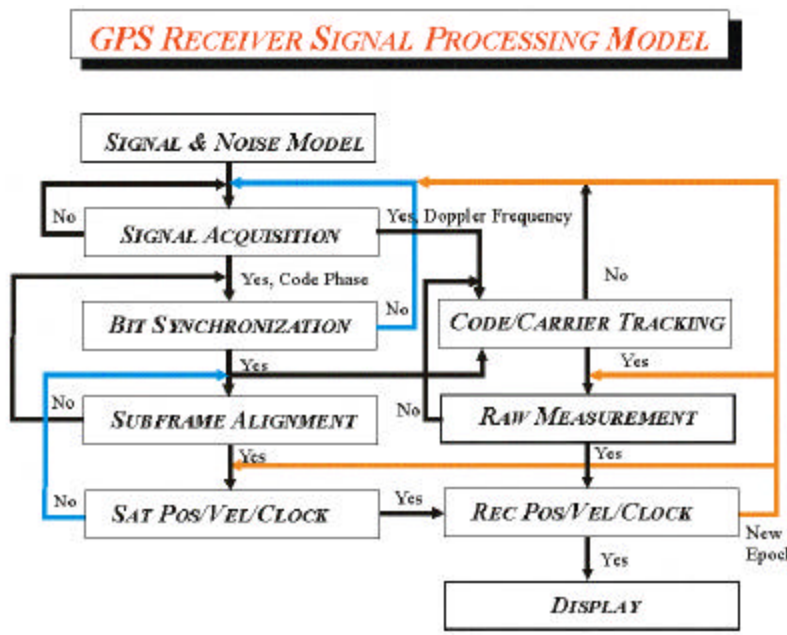 GPS RECEIVER SIGNAL PROCESSING MODEL
SIGNAL & NOISE MODEL
No
Yes, Doppler Frequency
SIGNAL ACQUISITION
No
Yes, Code Phase
No
BIT SYNCHRONIZATION
CODE/CARRIER TRACKING
Yes
Yes
No
No
SUBFRAME ALIGNMENT
RAW MEASUREMENT
Yes
Yes
No
Yes
SAT POS/VEL/CLOCK
REC POS/VEL/CLOCK
New
Epoch
Yes
DISPLAY